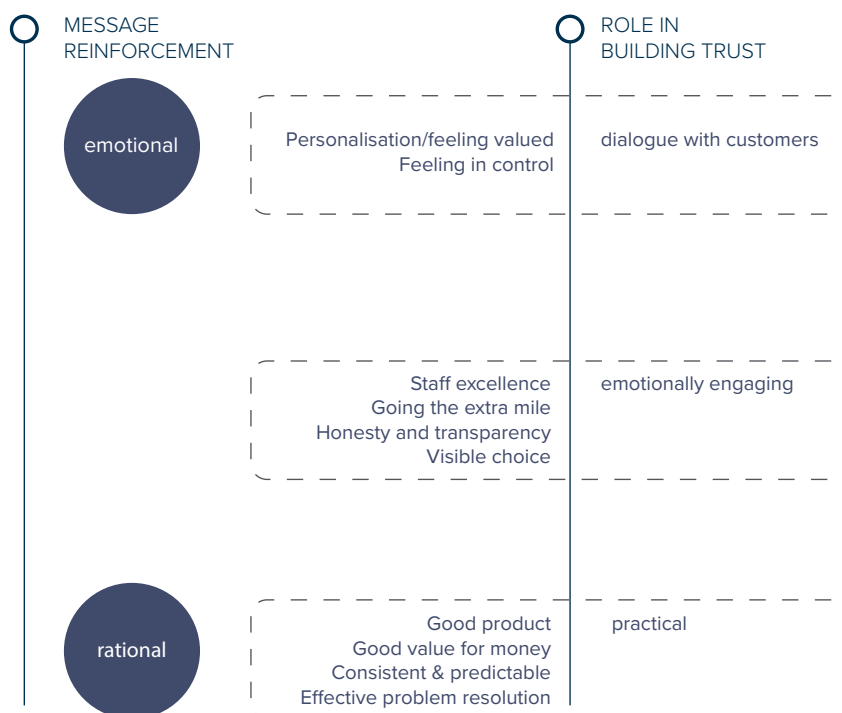 MESSAGE
REINFORCEMENT
ROLE IN
BUILDING TRUST
emotional
Personalisation/feeling valued
Feeling in control
dialogue with customers
Staff excellence
Going the extra mile
Honesty and transparency
Visible choice
emotionally engaging
rational
Good product
Good value for money
Consistent & predictable
Effective problem resolution
practical